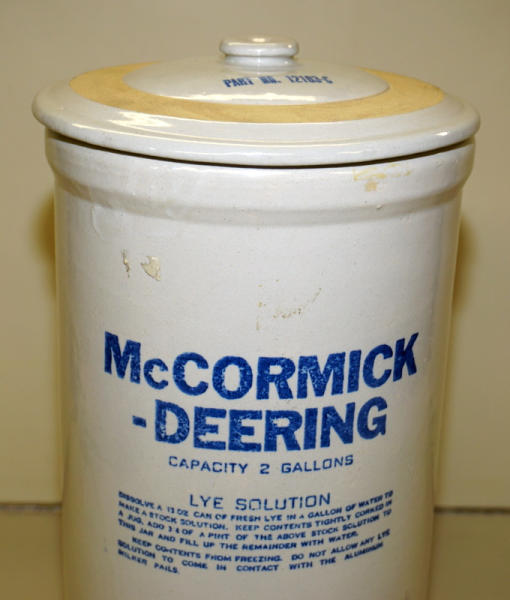 PART NO. 12183-C
McCORMICK
-DEERING
CAPACITY 2 GALLONS
LYE SOLUTION
DISSOLVE A 13 OZ CAN OF FRESH LYE IN A GALLON OF WATER TO
MAKE A STOCK SOLUTION. KEEP CONTENTS TIGHTLY CORKED IN
A JUG. ADD 3/4 OF A PINT OF THE ABOVE STOCK SOLUTION TO
THIS JAR AND FILL UP THE REMAINDER WITH WATER.
KEEP CONTENTS FROM FREEZING. DO NOT ALLOW ANY LYE
SOLUTION TO COME IN CONTACT WITH THE ALUMINUM
MILKER PAILS.